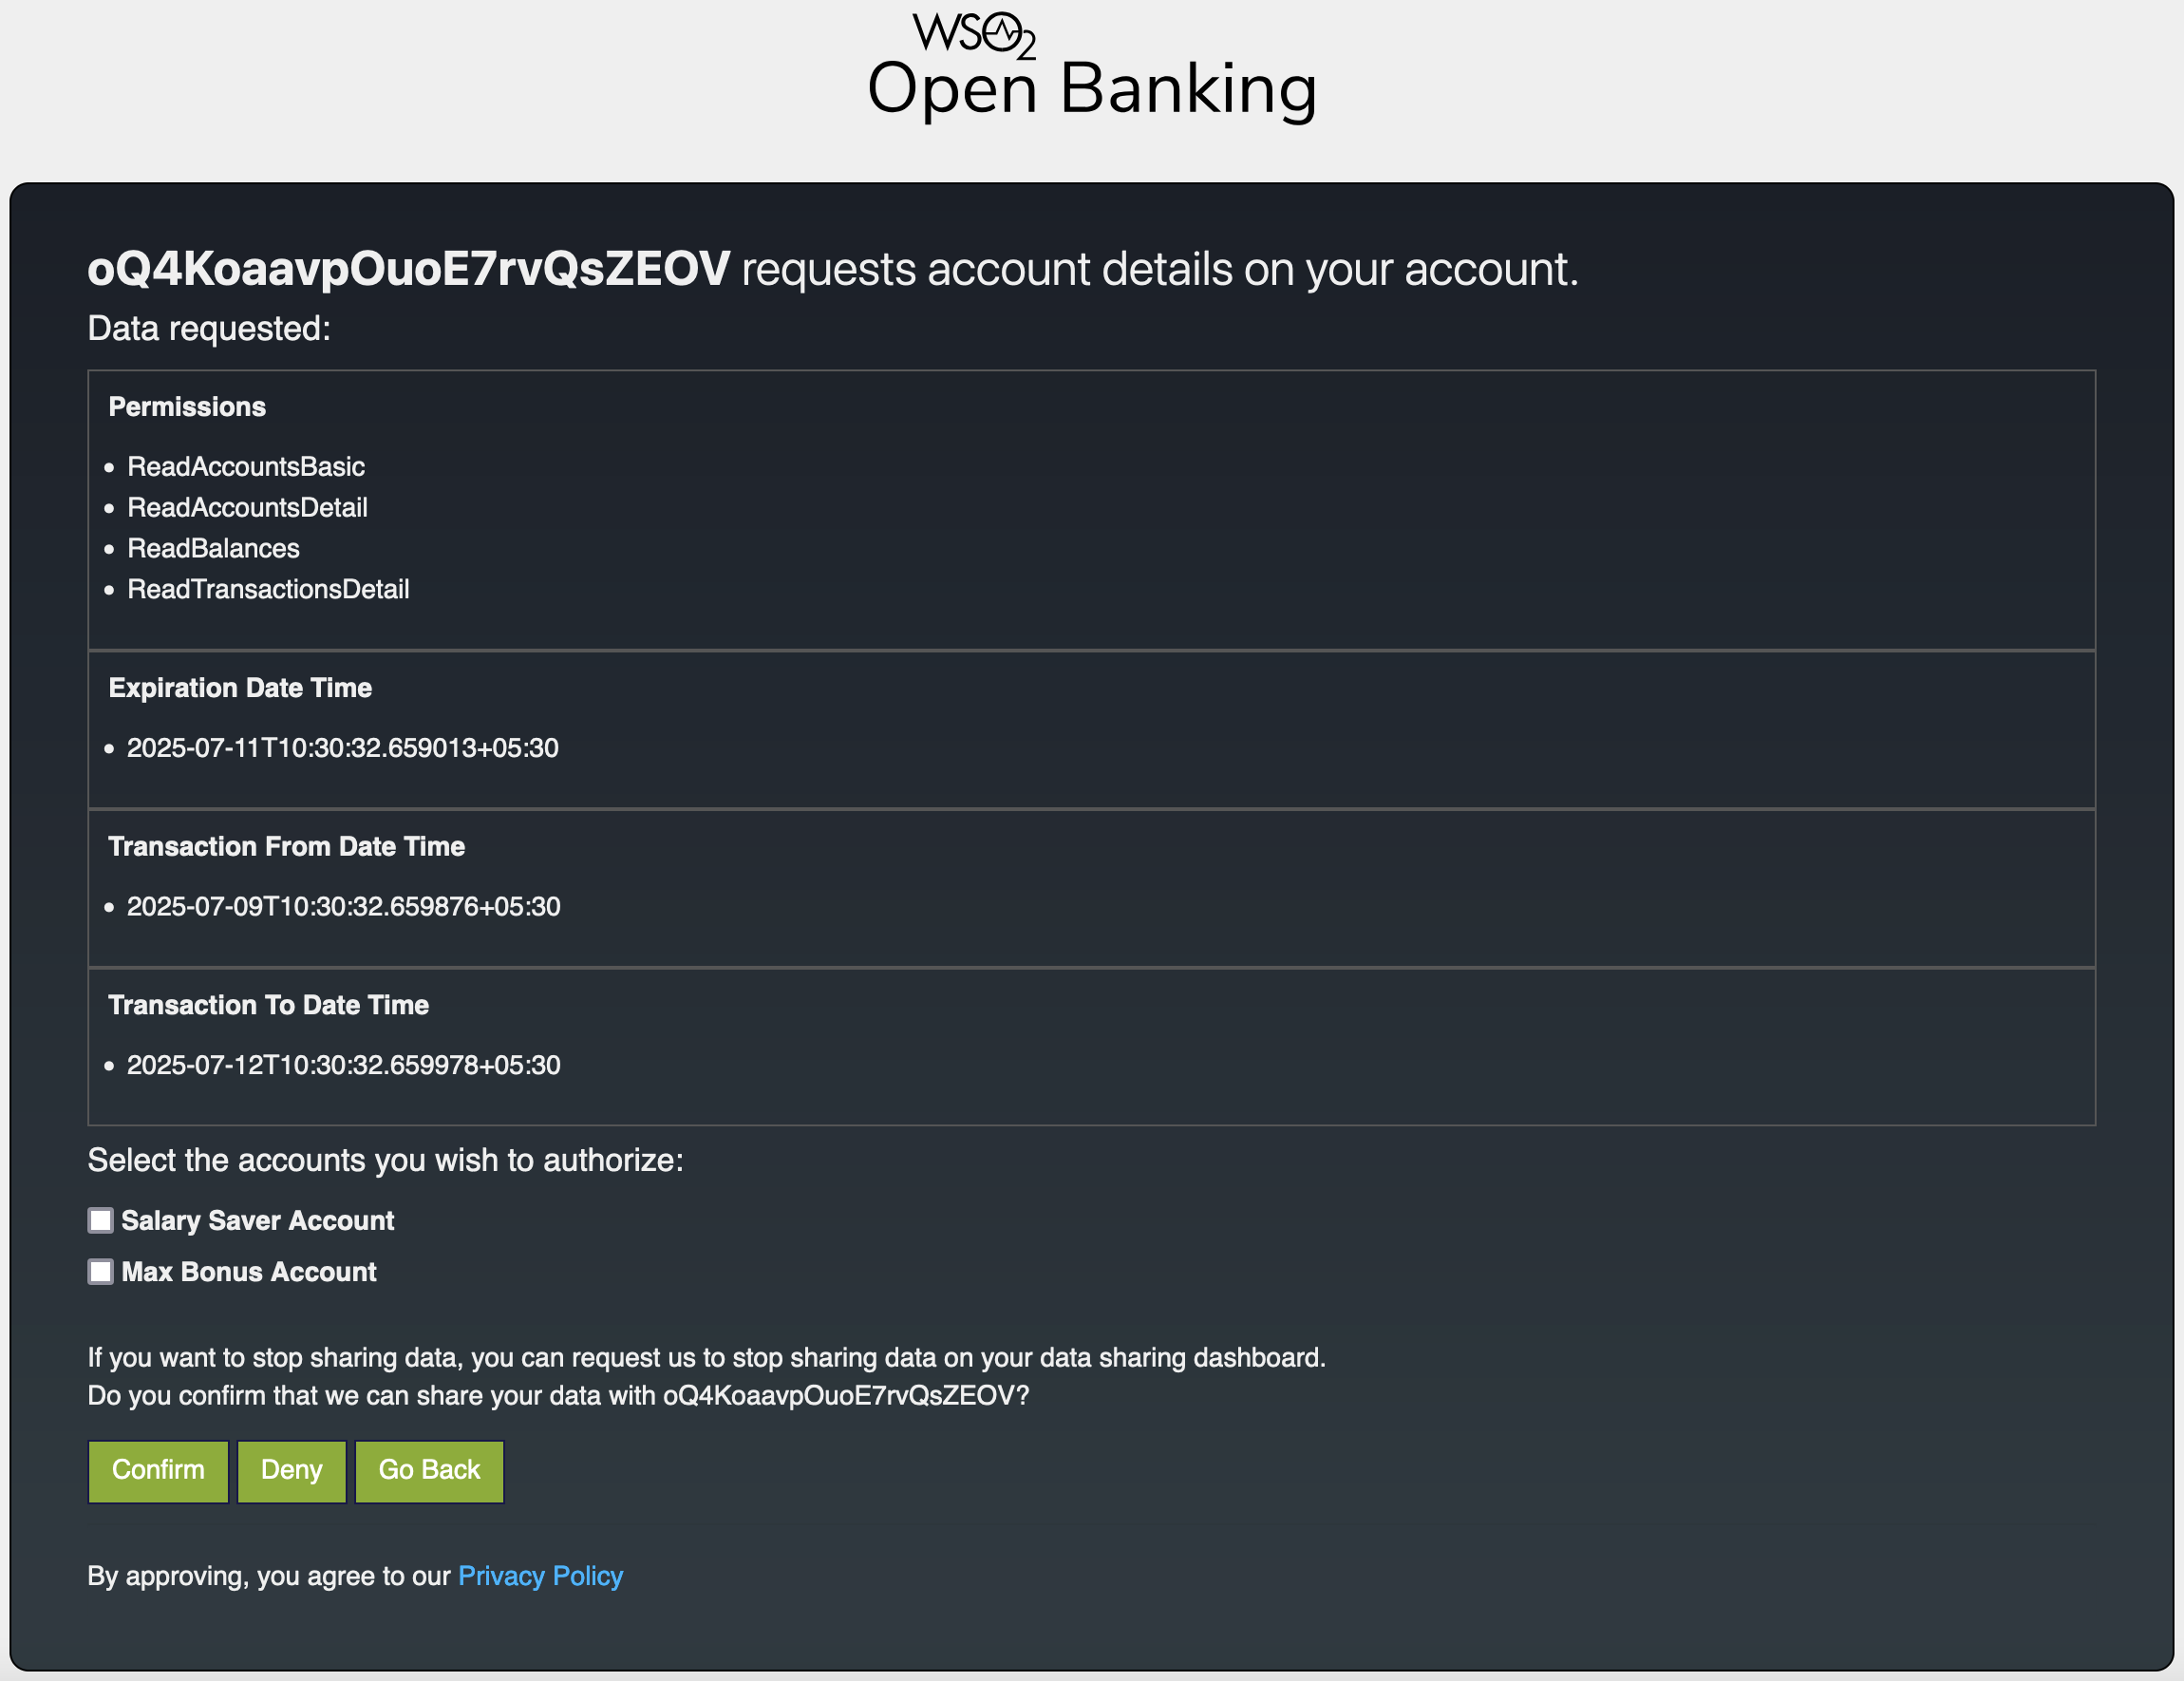 WSO2
Open Banking
oQ4KoaavpOuoE7rvQsZEOV requests account details on your account.
Data requested:
Permissions
• ReadAccountsBasic
• ReadAccountsDetail
• ReadBalances
• ReadTransactionsDetail
Expiration Date Time
• 2025-07-11T10:30:32.659013+05:30
Transaction From Date Time
• 2025-07-09T10:30:32.659876+05:30
Transaction To Date Time
• 2025-07-12T10:30:32.659978+05:30
Select the accounts you wish to authorize:
Salary Saver Account
Max Bonus Account
If you want to stop sharing data, you can request us to stop sharing data on your data sharing dashboard.
Do you confirm that we can share your data with oQ4KoaavpOuoE7rvQsZEOV?
Confirm Deny Go Back
By approving, you agree to our Privacy Policy